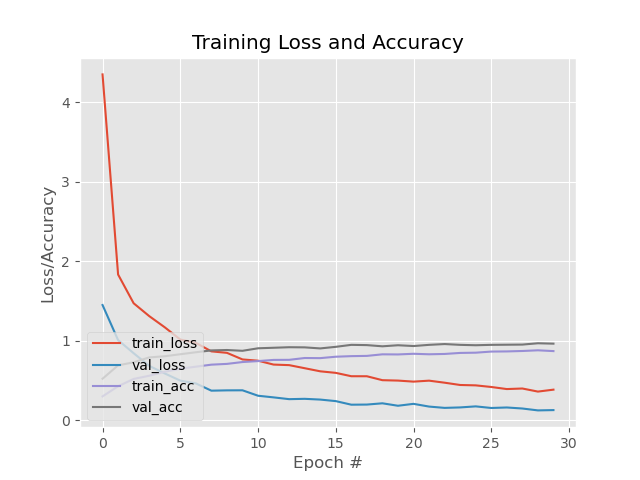 Training Loss and Accuracy
Loss/Accuracy
4
3
2
1
0
train_loss
val_loss
train_acc
val_acc
0 5 10 15 20 25 30
Epoch #